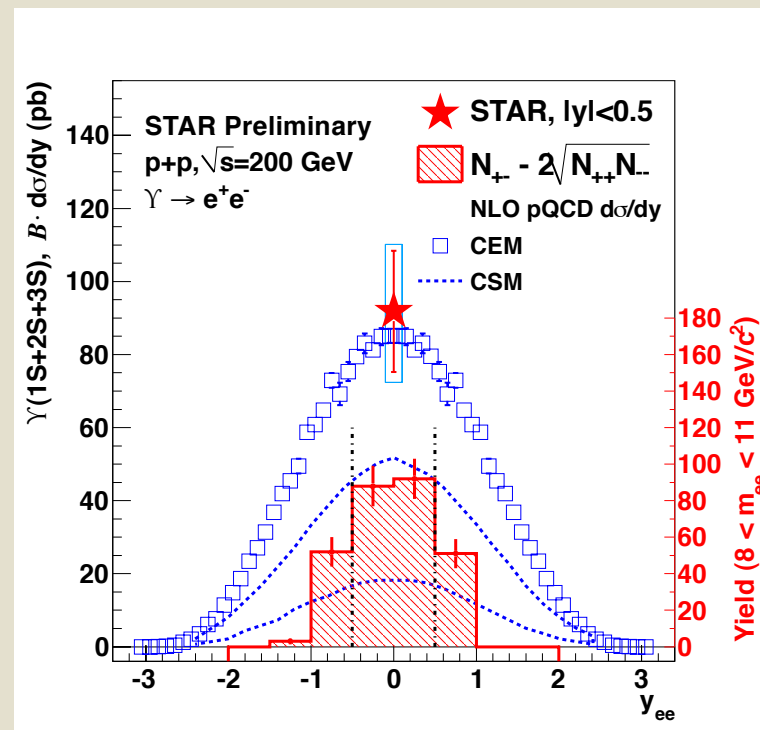 STAR Preliminary
p+p, √s=200 GeV
ϒ → e⁺e⁻
STAR, |y|<0.5
N₊₋ - 2√N₊₊N₋₋
NLO pQCD dσ/dy
CEM
CSM
ϒ(1S+2S+3S), B· dσ/dy (pb)
140
120
100
80
60
40
20
0
180
160
140
120
100
80
60
40
20
0
Yield (8 < mₑₑ < 11 GeV/c²)
-3 -2 -1 0 1 2 3
yₑₑ